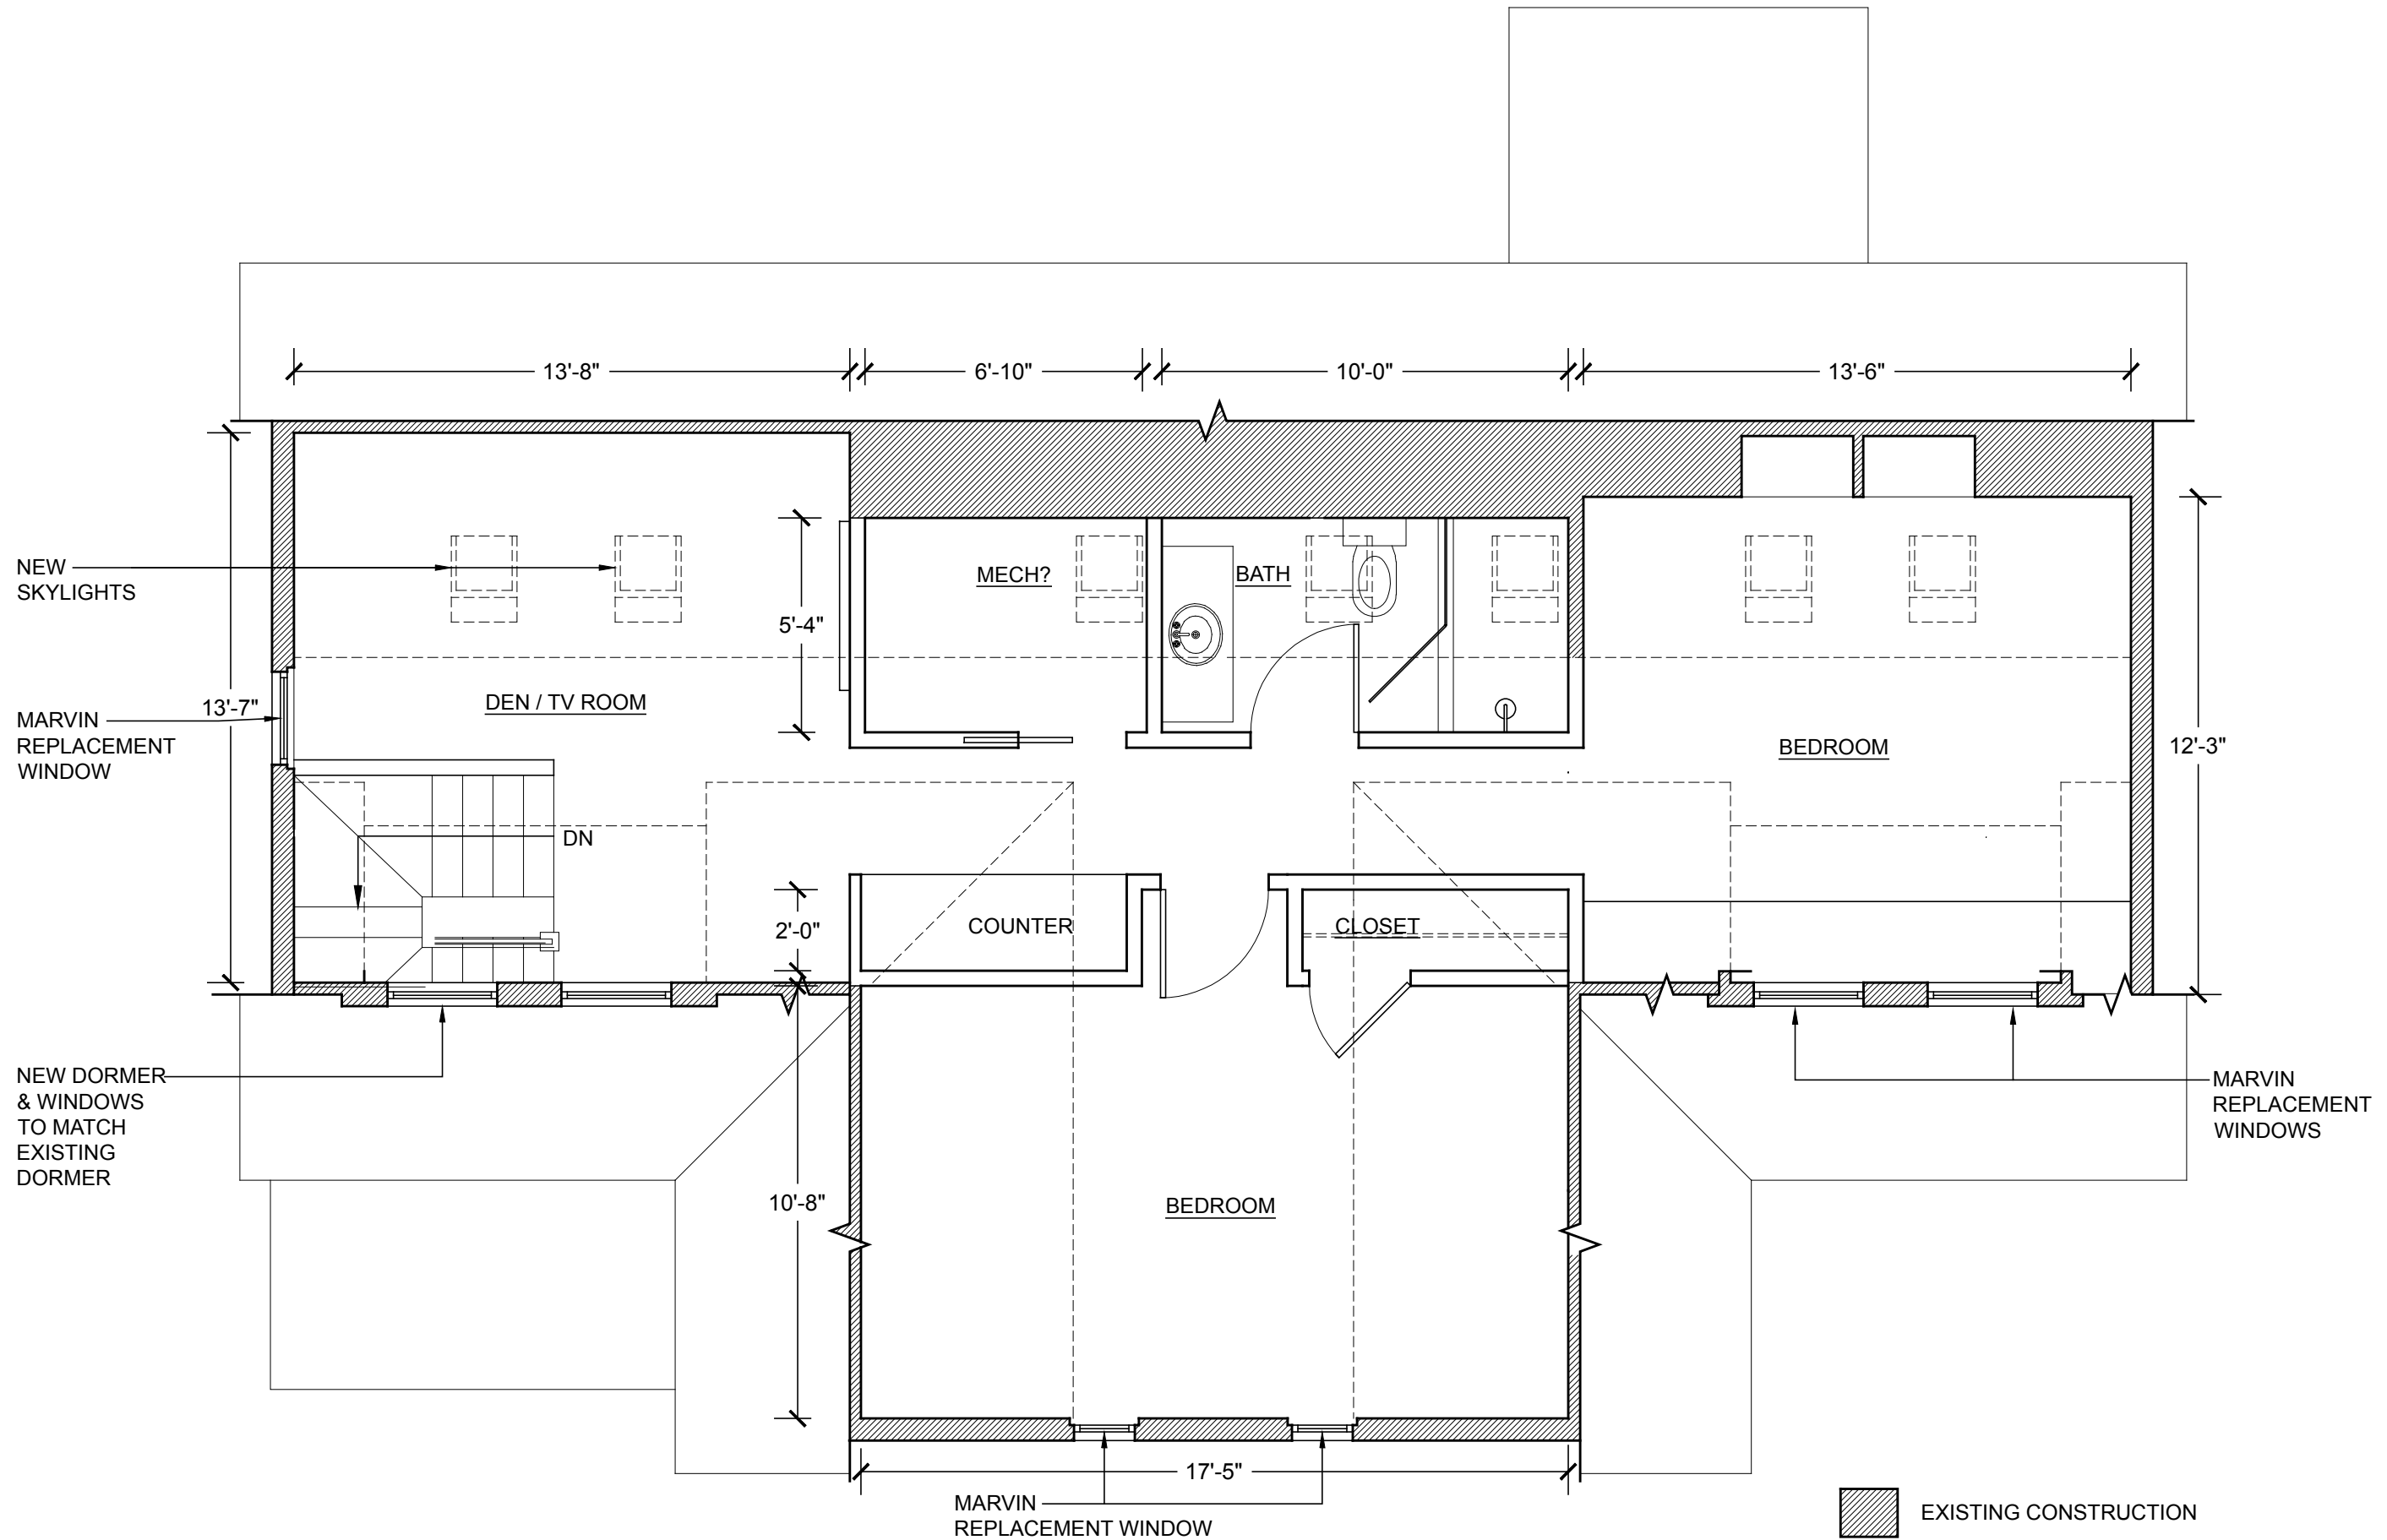 13'-8"
6'-10"
10'-0"
13'-6"
NEW
SKYLIGHTS
MECH?
BATH
5'-4"
MARVIN
REPLACEMENT
WINDOW
13'-7"
DEN / TV ROOM
BEDROOM
12'-3"
DN
2'-0"
COUNTER
CLOSET
NEW DORMER
& WINDOWS
TO MATCH
EXISTING
DORMER
MARVIN
REPLACEMENT
WINDOWS
10'-8"
BEDROOM
17'-5"
MARVIN
REPLACEMENT WINDOW
EXISTING CONSTRUCTION